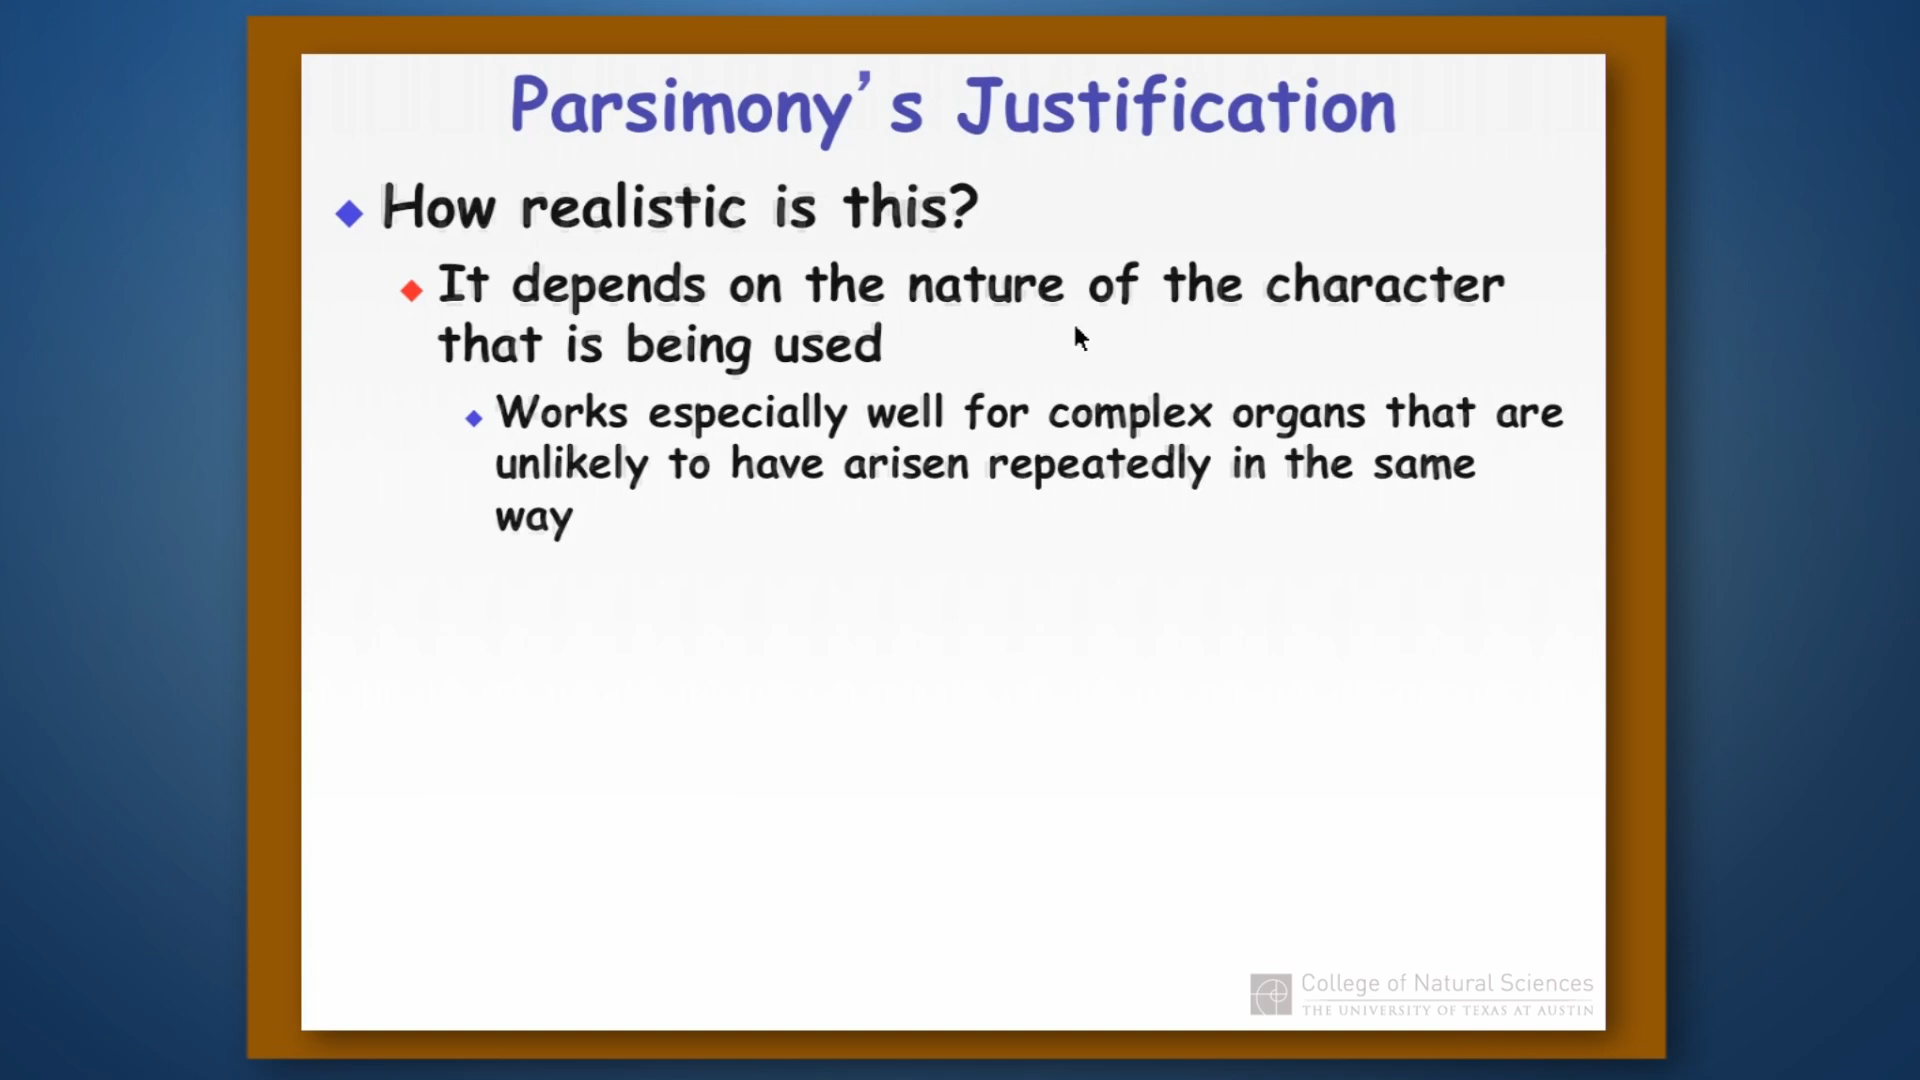 Parsimony's Justification
How realistic is this?
It depends on the nature of the character
that is being used
Works especially well for complex organs that are
unlikely to have arisen repeatedly in the same
way
College of Natural Sciences
THE UNIVERSITY OF TEXAS AT AUSTIN